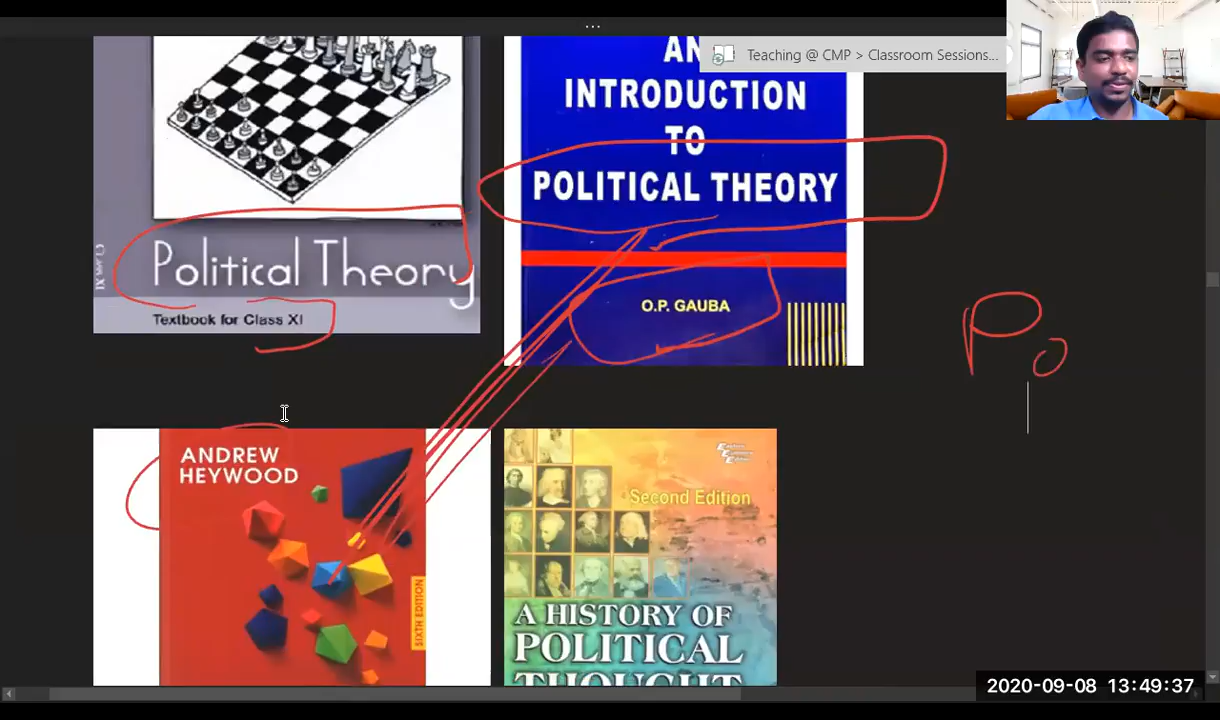 Teaching @ CMP > Classroom Sessions...
AN
INTRODUCTION
TO
POLITICAL THEORY
Political Theory
Textbook for Class XI
O.P. GAUBA
Po
ANDREW
HEYWOOD
SIXTH EDITION
Second Edition
A HISTORY OF
POLITICAL
THOUGHT
2020-09-08 13:49:37